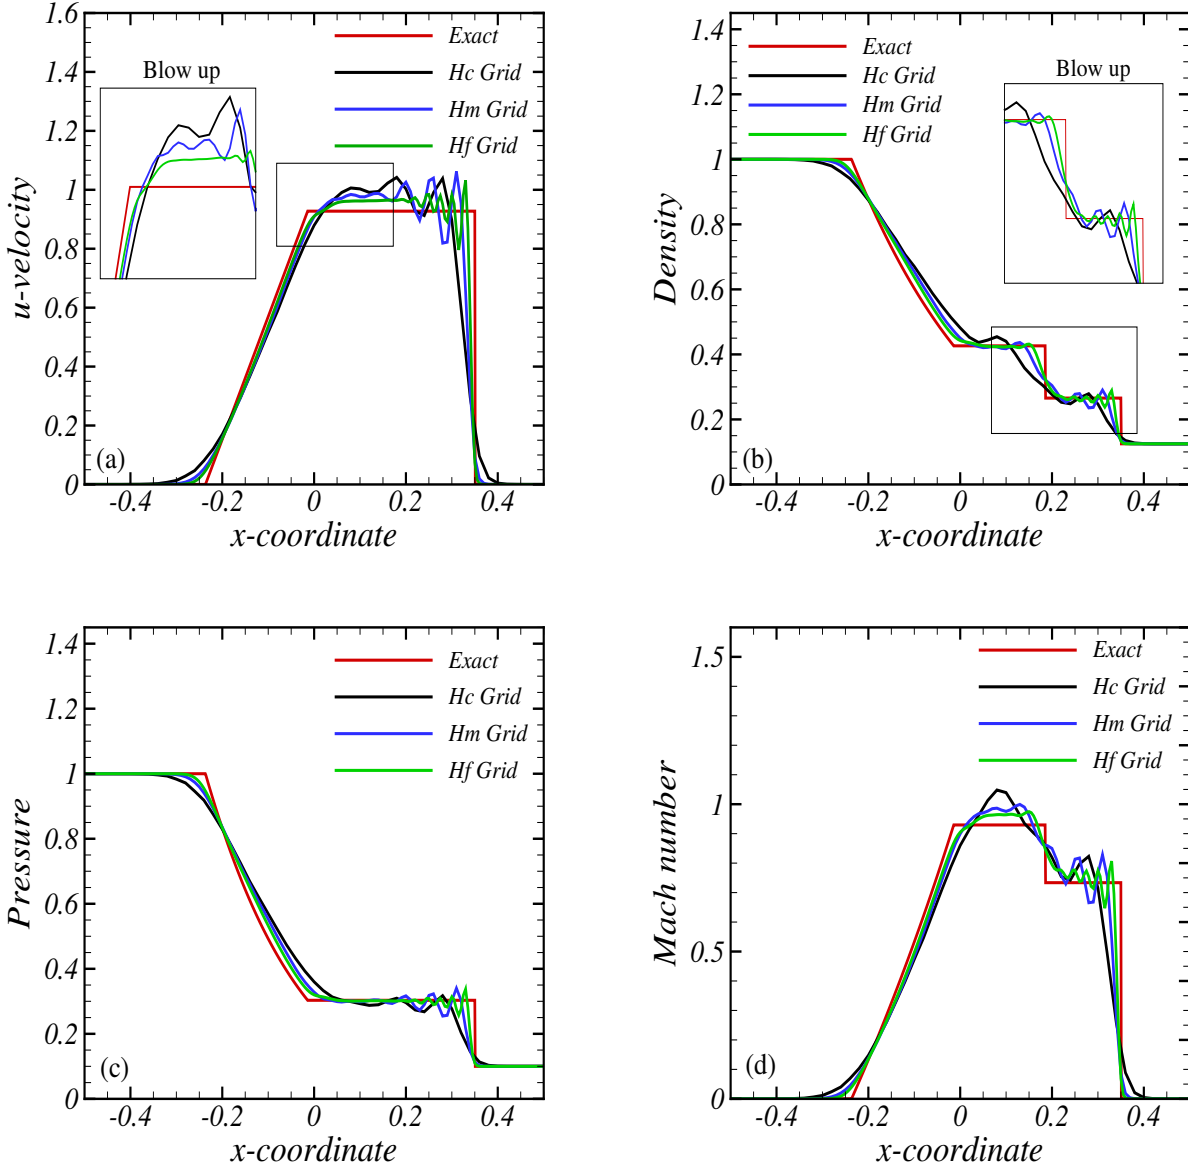 1.6
1.4
1.2
1
0.8
0.6
0.4
0.2
0
u-velocity
Exact
Hc Grid
Hm Grid
Hf Grid
Blow up
(a)
-0.4
-0.2
0
0.2
0.4
x-coordinate
1.4
1.2
1
0.8
0.6
0.4
0.2
0
Density
Exact
Hc Grid
Hm Grid
Hf Grid
Blow up
(b)
-0.4
-0.2
0
0.2
0.4
x-coordinate
1.4
1.2
1
0.8
0.6
0.4
0.2
0
Pressure
Exact
Hc Grid
Hm Grid
Hf Grid
(c)
-0.4
-0.2
0
0.2
0.4
x-coordinate
1.5
1
0.5
0
Mach number
Exact
Hc Grid
Hm Grid
Hf Grid
(d)
-0.4
-0.2
0
0.2
0.4
x-coordinate